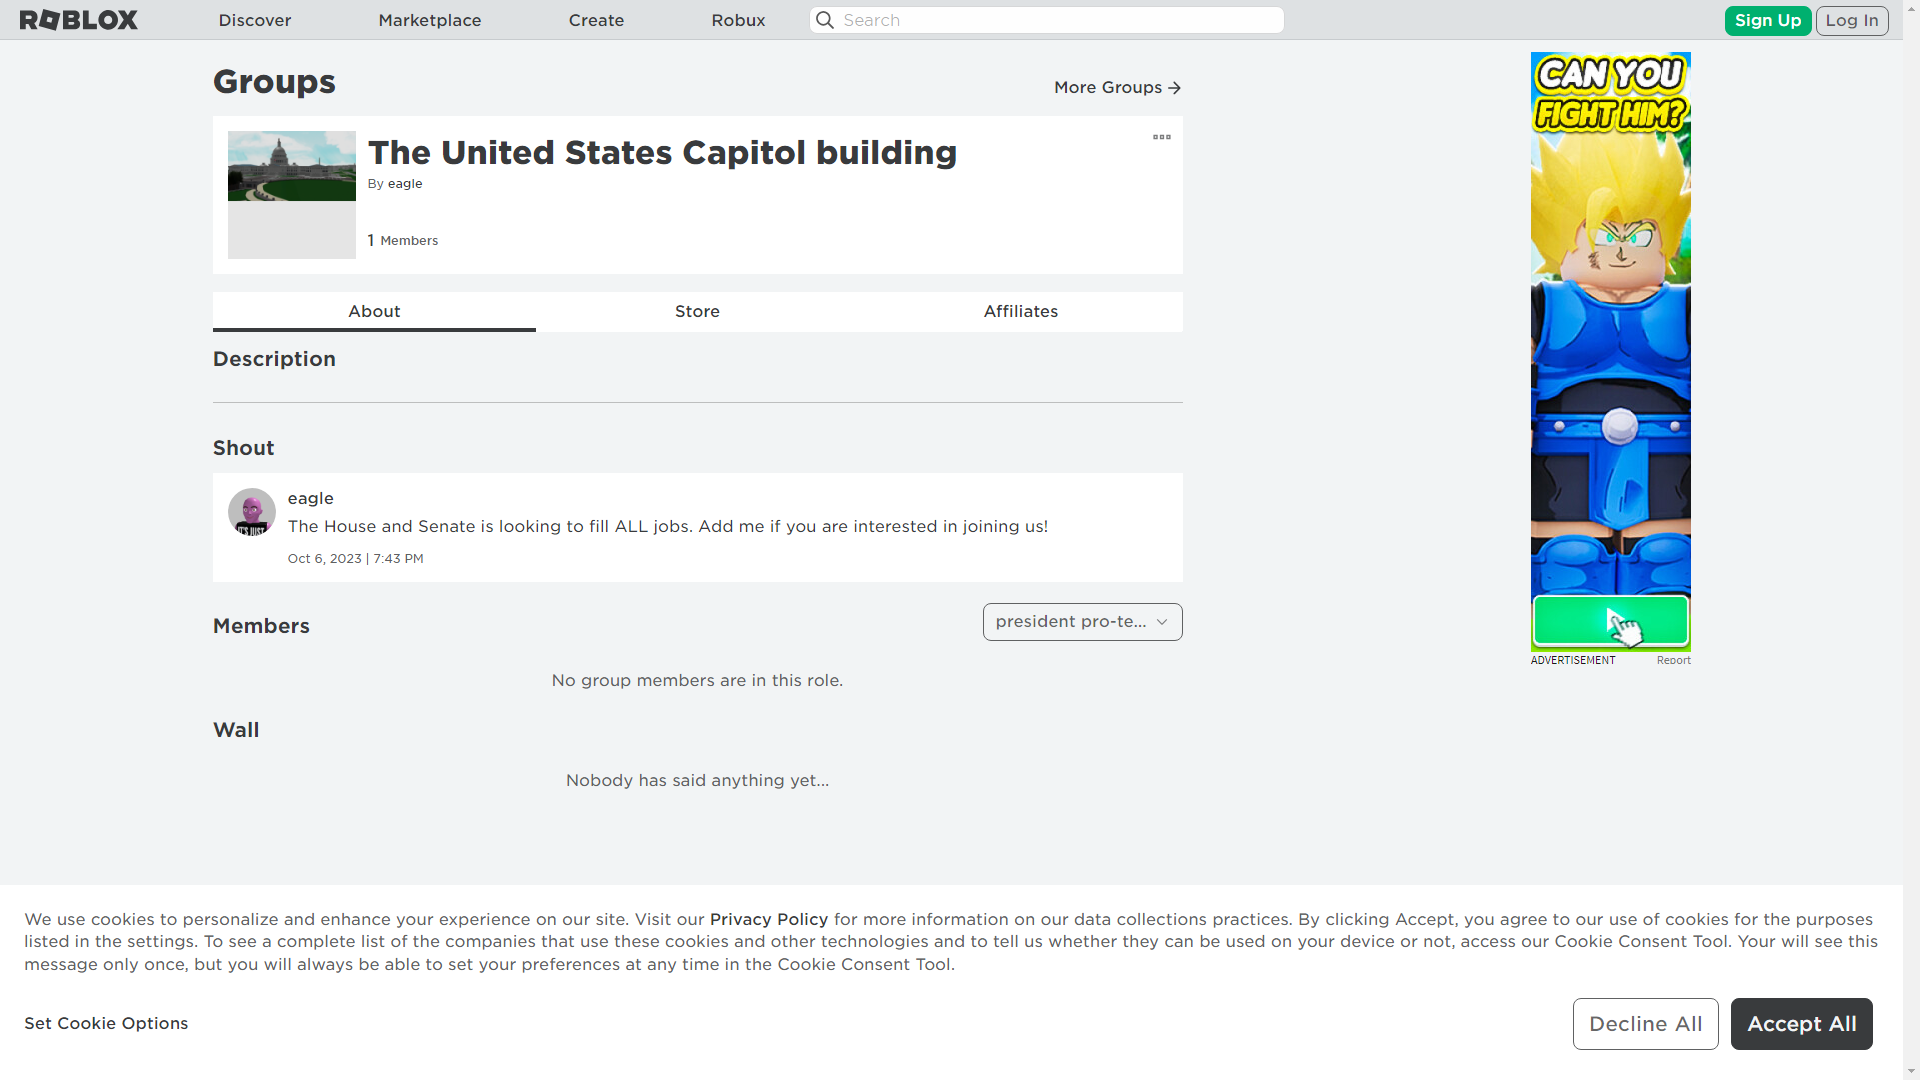 ROBLOX
Discover
Marketplace
Create
Robux
Search
Sign Up
Log In
Groups
More Groups
The United States Capitol building
By eagle
1 Members
About
Store
Affiliates
Description
Shout
eagle
The House and Senate is looking to fill ALL jobs. Add me if you are interested in joining us!
Oct 6, 2023 | 7:43 PM
Members
president pro-te...
No group members are in this role.
Wall
Nobody has said anything yet...
CAN YOU
FIGHT HIM?
ADVERTISEMENT
Report
We use cookies to personalize and enhance your experience on our site. Visit our Privacy Policy for more information on our data collections practices. By clicking Accept, you agree to our use of cookies for the purposes
listed in the settings. To see a complete list of the companies that use these cookies and other technologies and to tell us whether they can be used on your device or not, access our Cookie Consent Tool. Your will see this
message only once, but you will always be able to set your preferences at any time in the Cookie Consent Tool.
Set Cookie Options
Decline All
Accept All